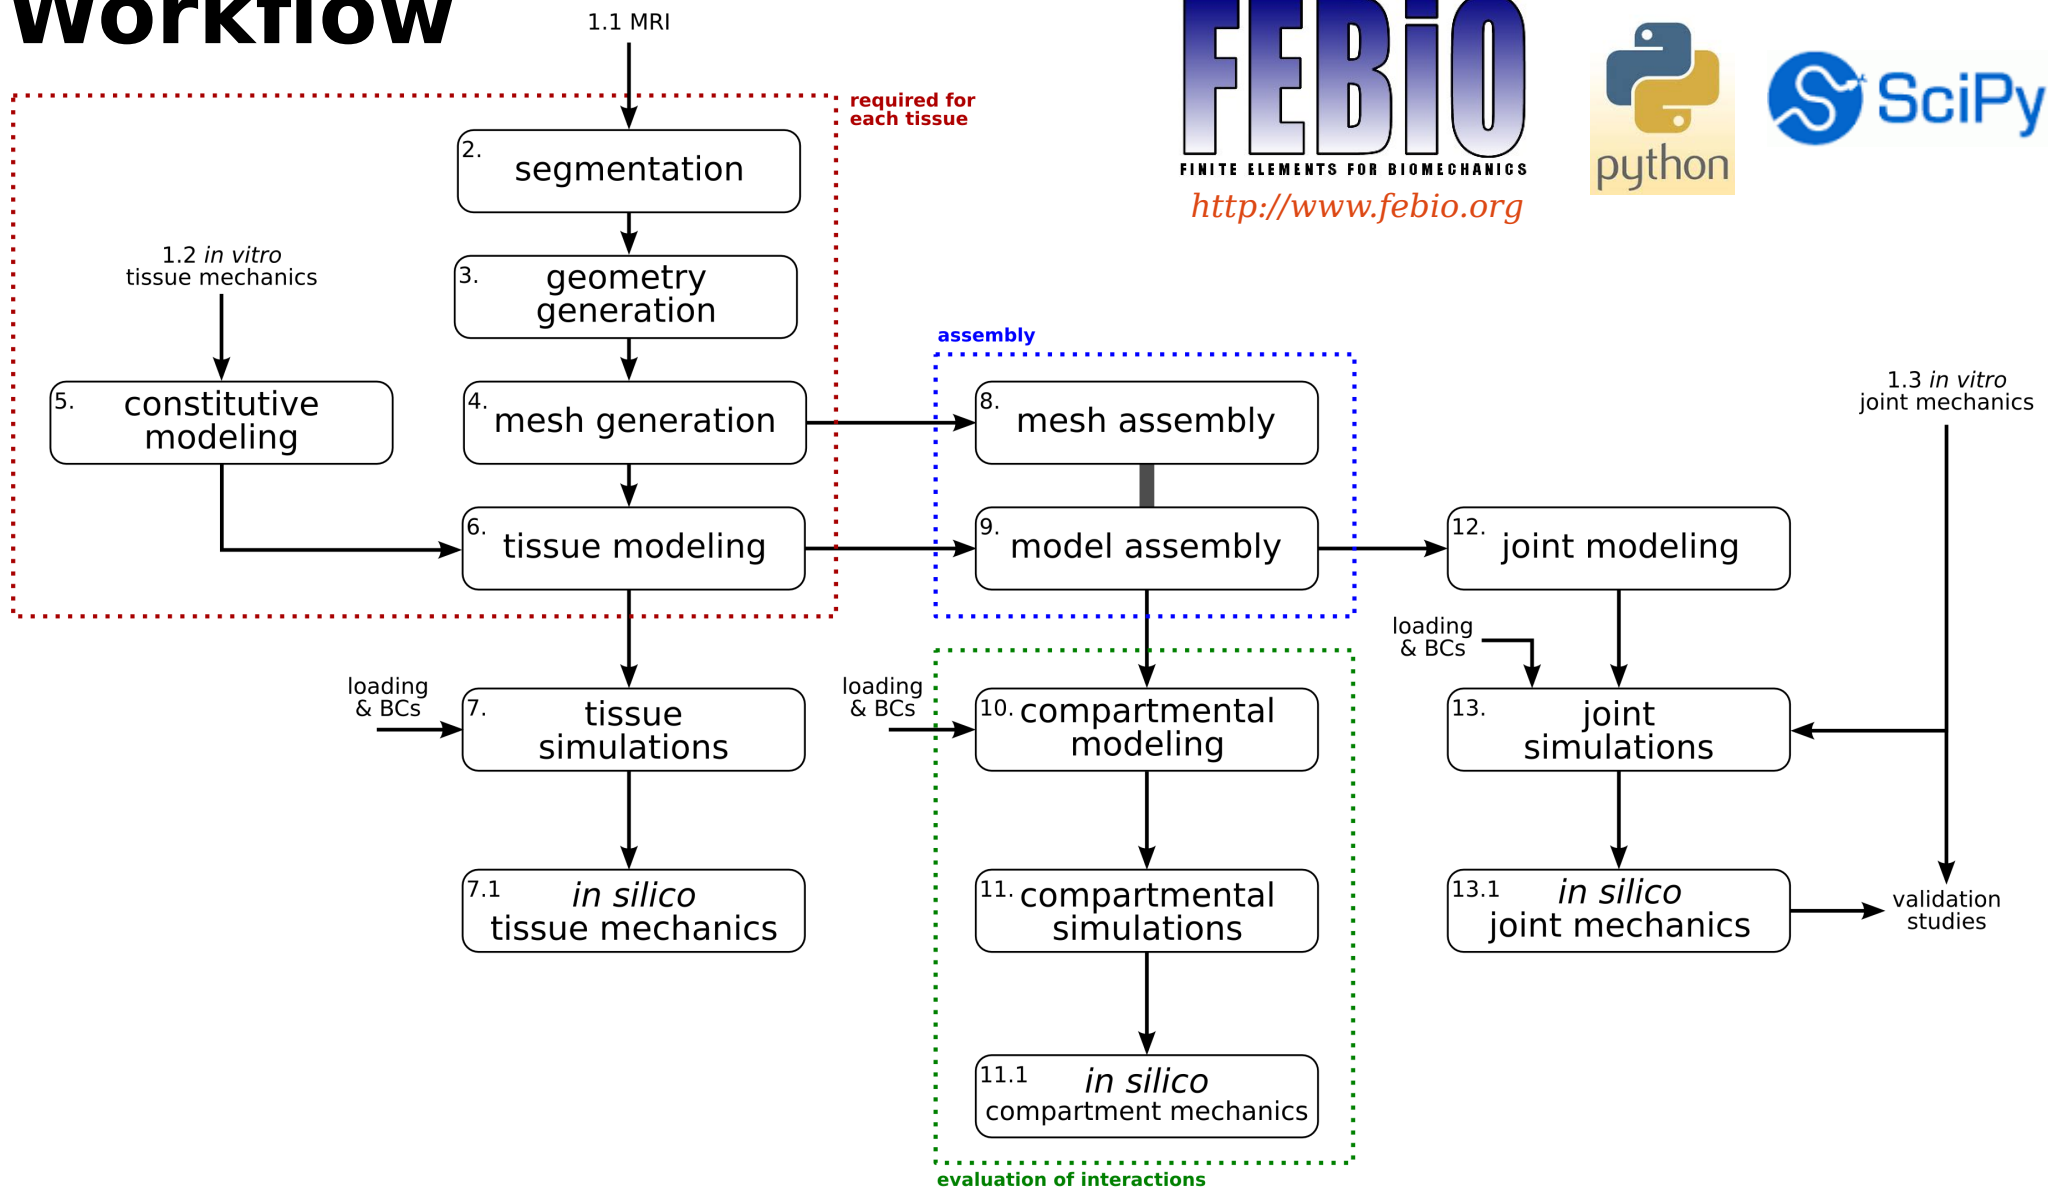 Workflow
1.1 MRI
FEBiO
FINITE ELEMENTS FOR BIOMECHANICS
http://www.febio.org
python
SciPy
required for
each tissue
2.
segmentation
3.
geometry
generation
1.2 in vitro
tissue mechanics
5.
constitutive
modeling
4.
mesh generation
6.
tissue modeling
assembly
8.
mesh assembly
9.
model assembly
12.
joint modeling
1.3 in vitro
joint mechanics
loading
& BCs
7.
tissue
simulations
7.1
in silico
tissue mechanics
loading
& BCs
10.
compartmental
modeling
11.
compartmental
simulations
11.1
in silico
compartment mechanics
evaluation of interactions
loading
& BCs
13.
joint
simulations
13.1
in silico
joint mechanics
validation
studies